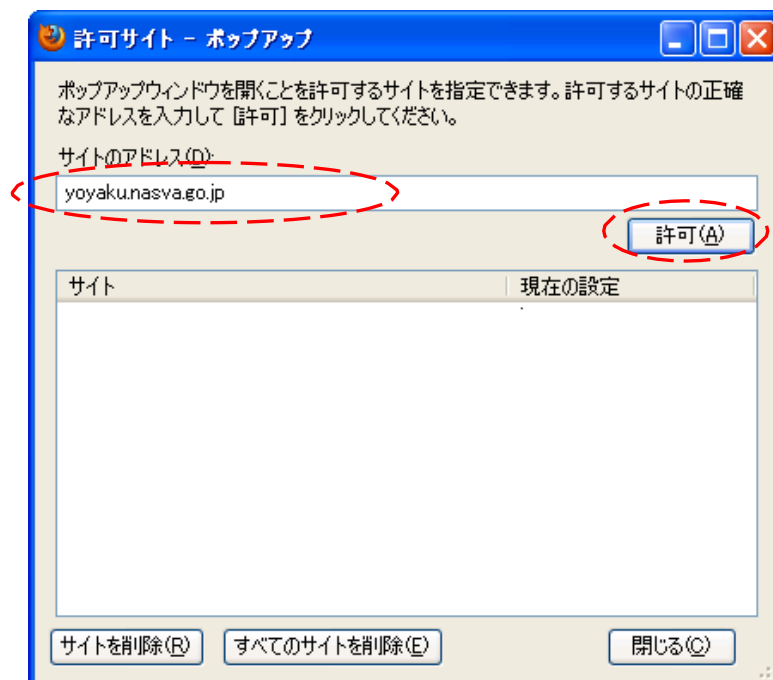 許可サイト - ポップアップ
ポップアップウィンドウを開くことを許可するサイトを指定できます。許可するサイトの正確
なアドレスを入力して [許可] をクリックしてください。
サイトのアドレス(D):
yoyaku.nasva.go.jp
許可(A)
サイト 現在の設定
サイトを削除(R) すべてのサイトを削除(E) 閉じる(C)